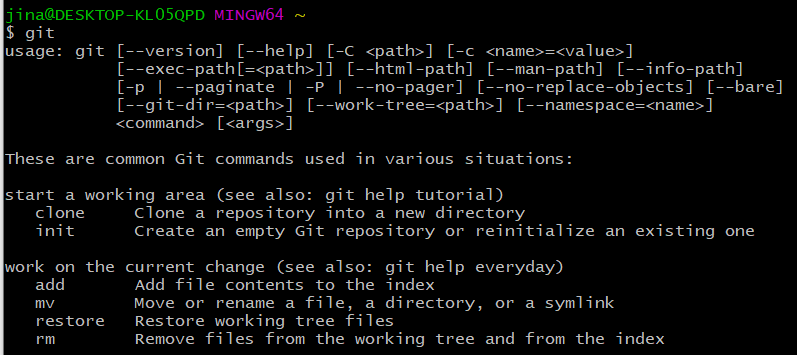 jina@DESKTOP-KL05QPD MINGW64 ~
$ git
usage: git [--version] [--help] [-C <path>] [-c <name>=<value>]
           [--exec-path[=<path>]] [--html-path] [--man-path] [--info-path]
           [-p | --paginate | -P | --no-pager] [--no-replace-objects] [--bare]
           [--git-dir=<path>] [--work-tree=<path>] [--namespace=<name>]
           <command> [<args>]

These are common Git commands used in various situations:

start a working area (see also: git help tutorial)
   clone     Clone a repository into a new directory
   init      Create an empty Git repository or reinitialize an existing one

work on the current change (see also: git help everyday)
   add       Add file contents to the index
   mv        Move or rename a file, a directory, or a symlink
   restore   Restore working tree files
   rm        Remove files from the working tree and from the index